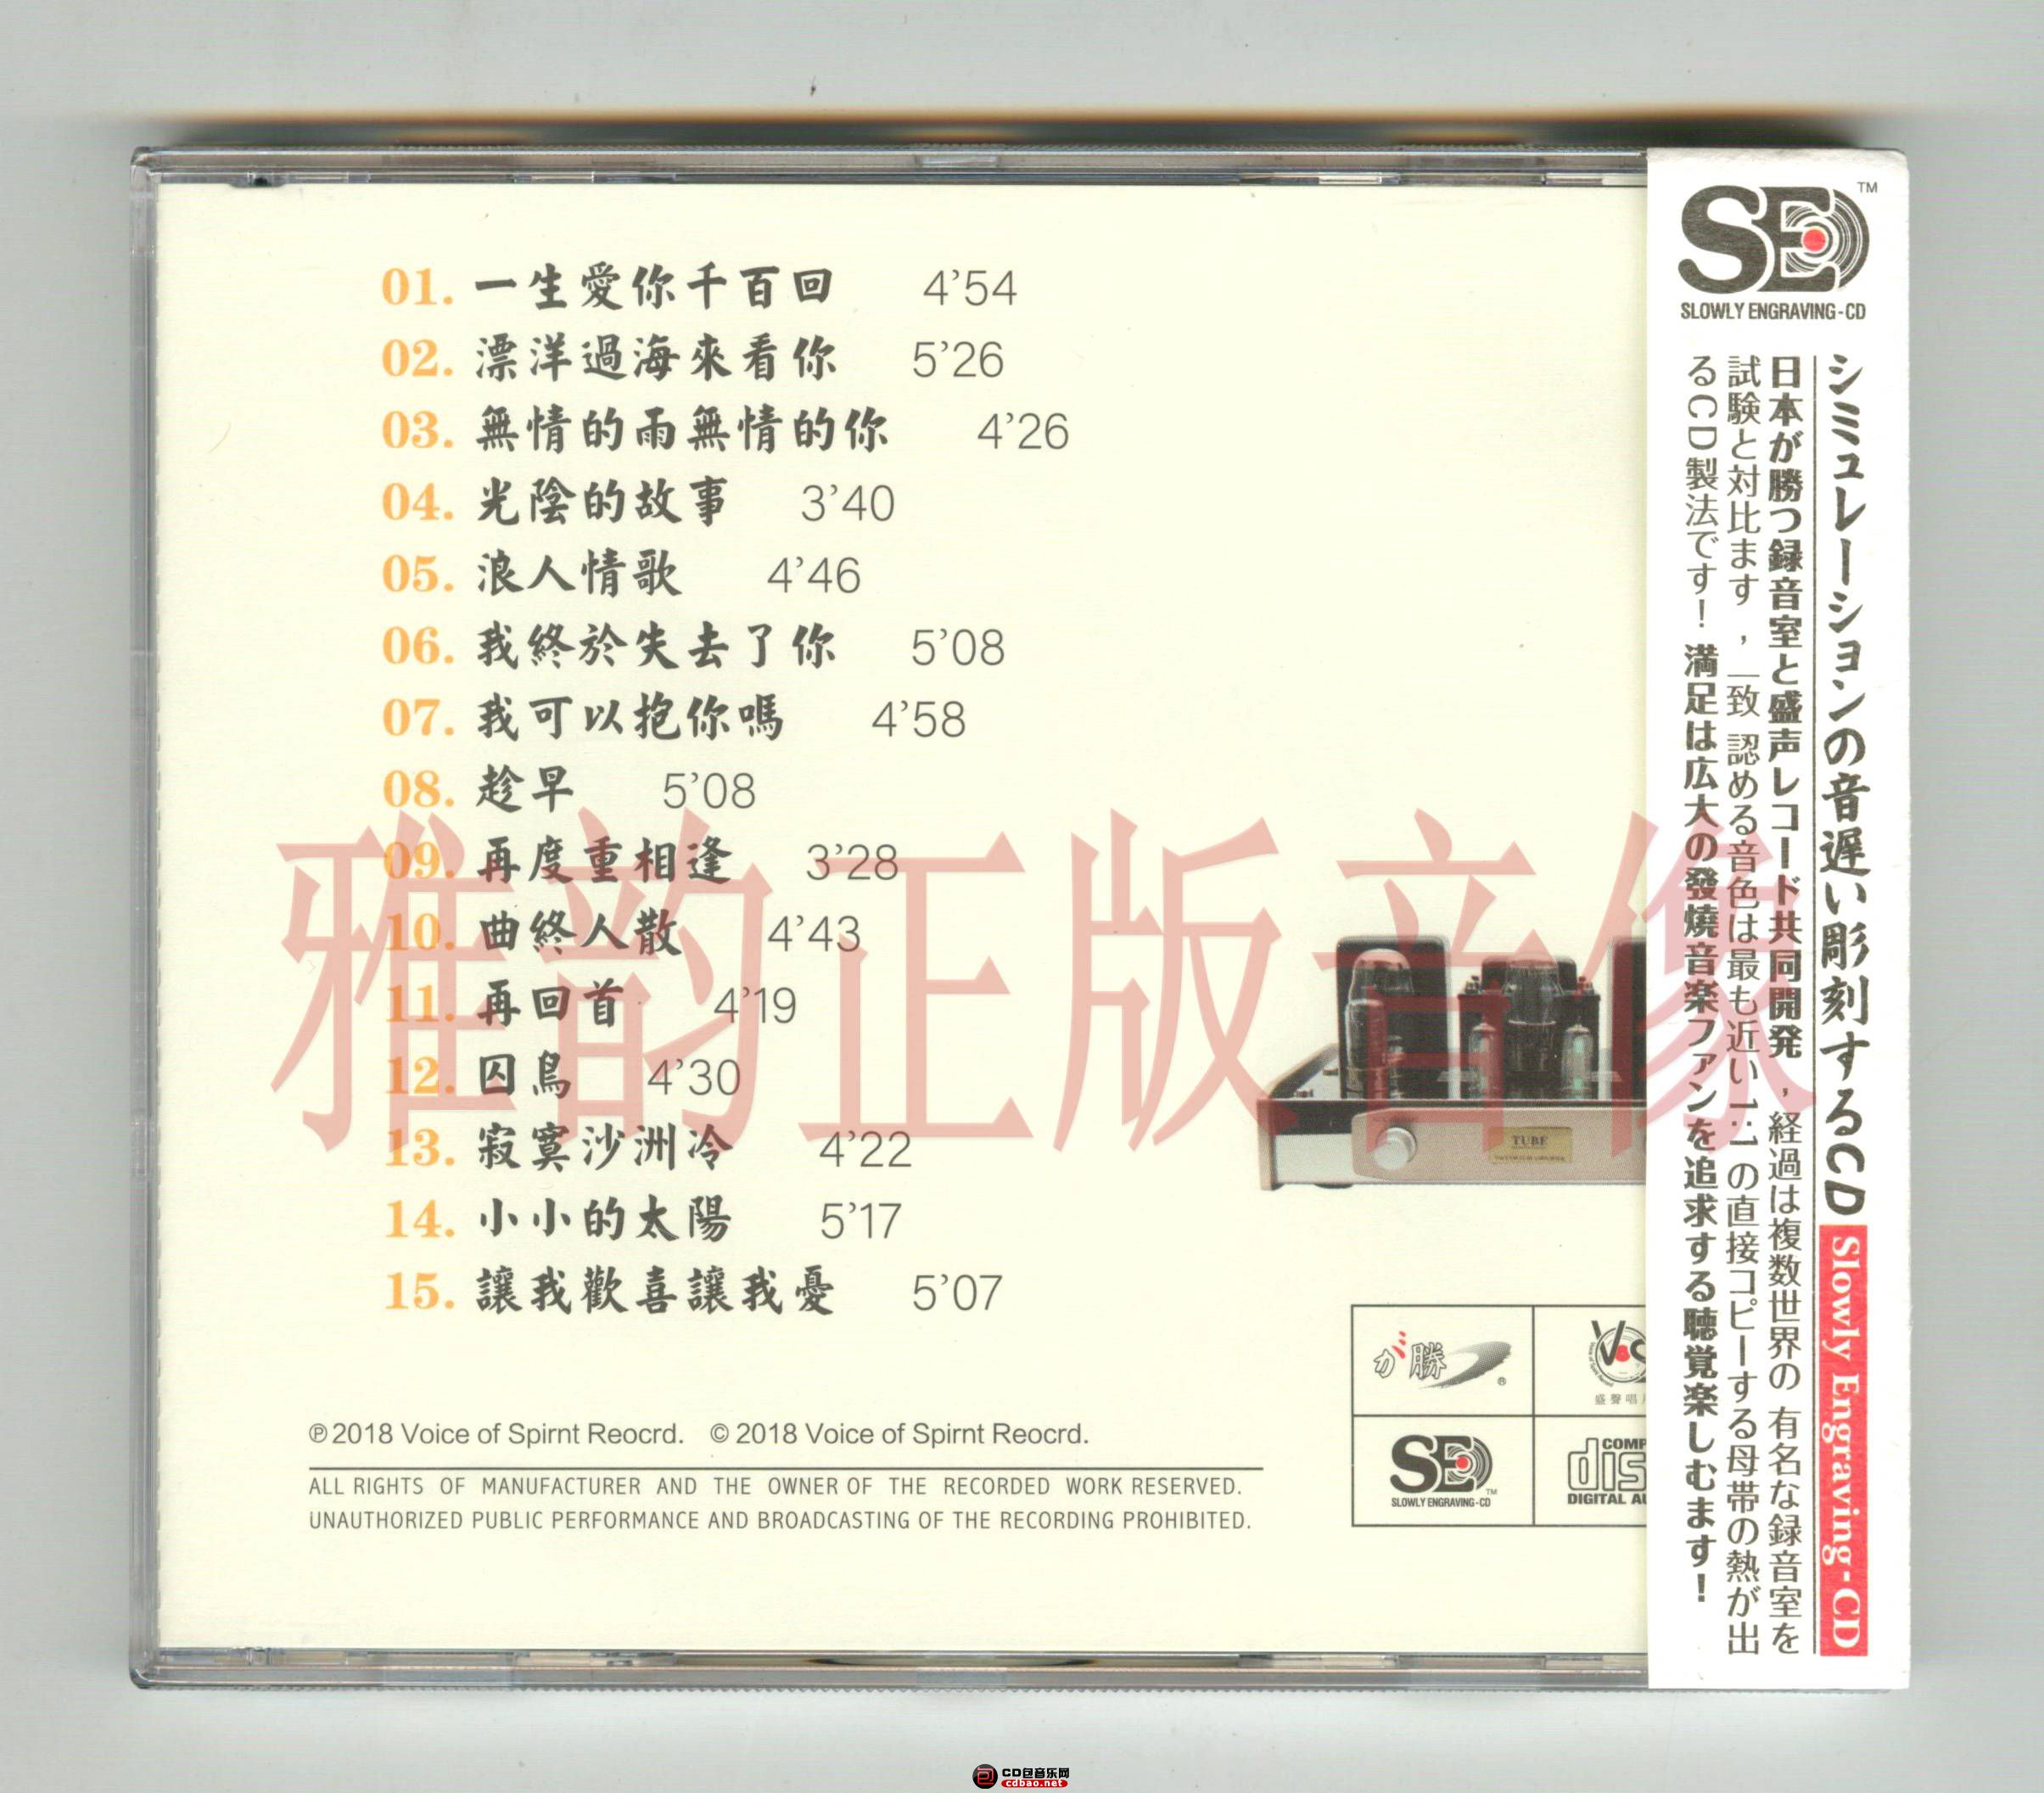 01. 一生愛你千百回 4’54
02. 漂洋過海來看你 5’26
03. 無情的雨無情的你 4’26
04. 光陰的故事 3’40
05. 浪人情歌 4’46
06. 我終於失去了你 5’08
07. 我可以抱你嗎 4’58
08. 趁早 5’08
09. 再度重相逢 3’28
10. 曲終人散 4’43
11. 再回首 4’19
12. 囚鳥 4’30
13. 寂寞沙洲冷 4’22
14. 小小的太陽 5’17
15. 讓我歡喜讓我憂 5’07
雅韵正版音像
TUBE
が勝 ®
盛聲唱
SE
SLOWLY ENGRAVING-CD ™
COMP
dis
DIGITAL AU
℗2018 Voice of Spirnt Reocrd. ©2018 Voice of Spirnt Reocrd.
ALL RIGHTS OF MANUFACTURER AND THE OWNER OF THE RECORDED WORK RESERVED.
UNAUTHORIZED PUBLIC PERFORMANCE AND BROADCASTING OF THE RECORDING PROHIBITED.
SE ™
SLOWLY ENGRAVING-CD
シミュレーションの音遅い彫刻するCD Slowly Engraving-CD
日本が勝つ録音室と盛声レコード共同開発，経過は複数世界の 有名な録音室を
試験と対比ます，一致 認める音色は最も近い1:1の直接コピーする母帯の熱が出
るCD製法です！満足は広大の發燒音楽ファンを追求する聴覚楽しむます！
CD包音乐网
cdbao.net